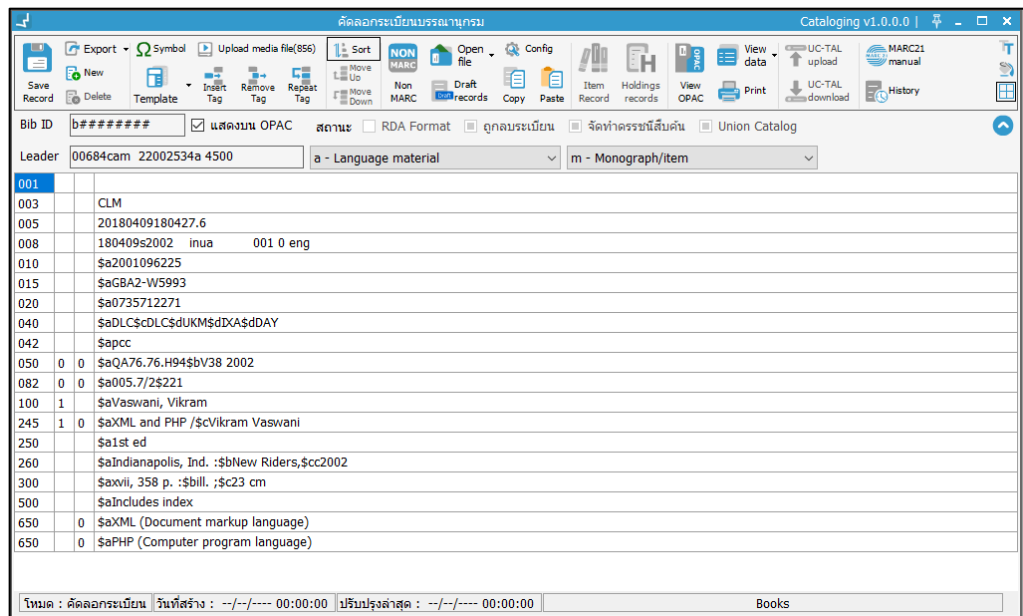 คัดลอกระเบียนบรรณานุกรม Cataloging v1.0.0.0 |
Save Record Export New Delete Symbol Template Upload media file(856) Insert Tag Remove Tag Repeat Tag Sort Move Up Move Down NON MARC Non MARC Open file Draft records Config Copy Paste Item Record Holdings records OPAC View OPAC View data Print UC-TAL upload UC-TAL download MARC21 manual History
Bib ID b######## แสดงบน OPAC สถานะ RDA Format ถูกลบระเบียน จัดทำดรรชนีสืบค้น Union Catalog
Leader 00684cam 22002534a 4500 a - Language material m - Monograph/item
001
003 CLM
005 20180409180427.6
008 180409s2002 inua 001 0 eng
010 $a2001096225
015 $aGBA2-W5993
020 $a0735712271
040 $aDLC$cDLC$dUKM$dIXA$dDAY
042 $apcc
050 0 0 $aQA76.76.H94$bV38 2002
082 0 0 $a005.7/2$221
100 1 $aVaswani, Vikram
245 1 0 $aXML and PHP /$cVikram Vaswani
250 $a1st ed
260 $aIndianapolis, Ind. :$bNew Riders,$cc2002
300 $axvii, 358 p. :$bill. ;$c23 cm
500 $aIncludes index
650 0 $aXML (Document markup language)
650 0 $aPHP (Computer program language)
โหมด : คัดลอกระเบียน วันที่สร้าง : --/--/---- 00:00:00 ปรับปรุงล่าสุด : --/--/---- 00:00:00 Books